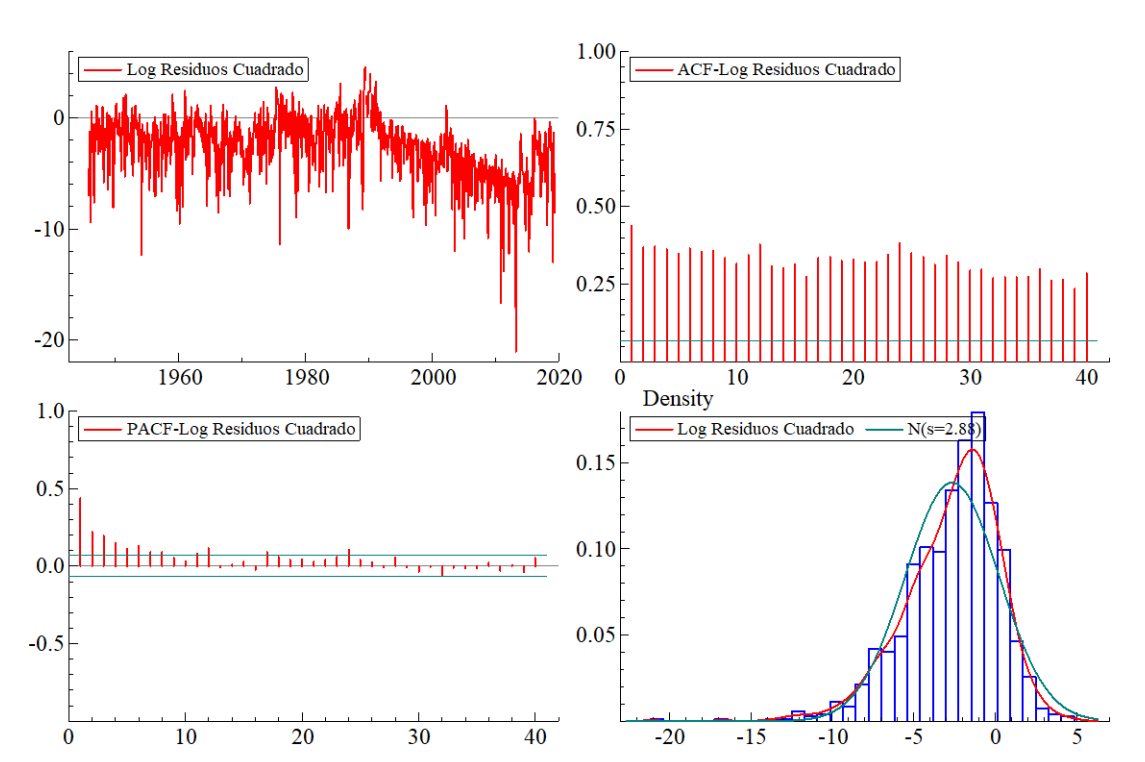 Log Residuos Cuadrado
0
-10
-20
1960 1980 2000 2020
1.00
ACF-Log Residuos Cuadrado
0.75
0.50
0.25
0 10 20 30 40
1.0
PACF-Log Residuos Cuadrado
0.5
0.0
-0.5
0 10 20 30 40
Density
Log Residuos Cuadrado N(s=2.88)
0.15
0.10
0.05
-20 -15 -10 -5 0 5